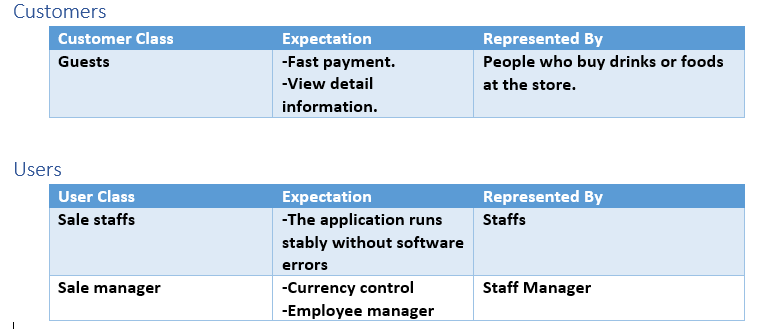 Customers
Customer Class Expectation Represented By
Guests -Fast payment. People who buy drinks or foods
-View detail at the store.
information.
Users
User Class Expectation Represented By
Sale staffs -The application runs Staffs
stably without software
errors
Sale manager -Currency control Staff Manager
-Employee manager